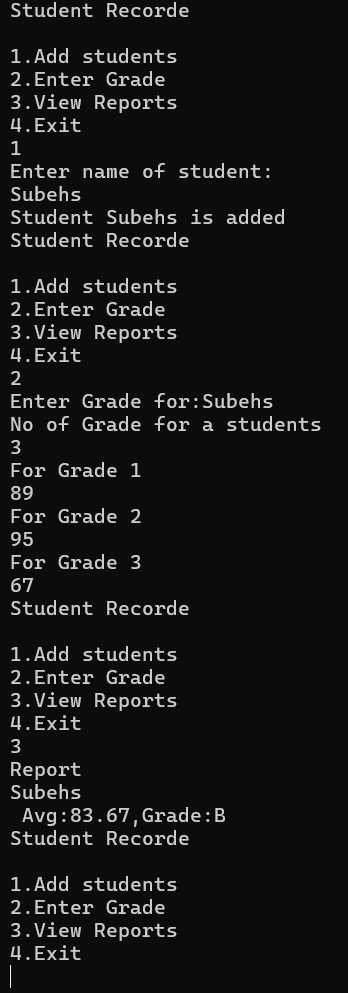 Student Recorde
1.Add students
2.Enter Grade
3.View Reports
4.Exit
1
Enter name of student:
Subehs
Student Subehs is added
Student Recorde
1.Add students
2.Enter Grade
3.View Reports
4.Exit
2
Enter Grade for:Subehs
No of Grade for a students
3
For Grade 1
89
For Grade 2
95
For Grade 3
67
Student Recorde
1.Add students
2.Enter Grade
3.View Reports
4.Exit
3
Report
Subehs
Avg:83.67,Grade:B
Student Recorde
1.Add students
2.Enter Grade
3.View Reports
4.Exit